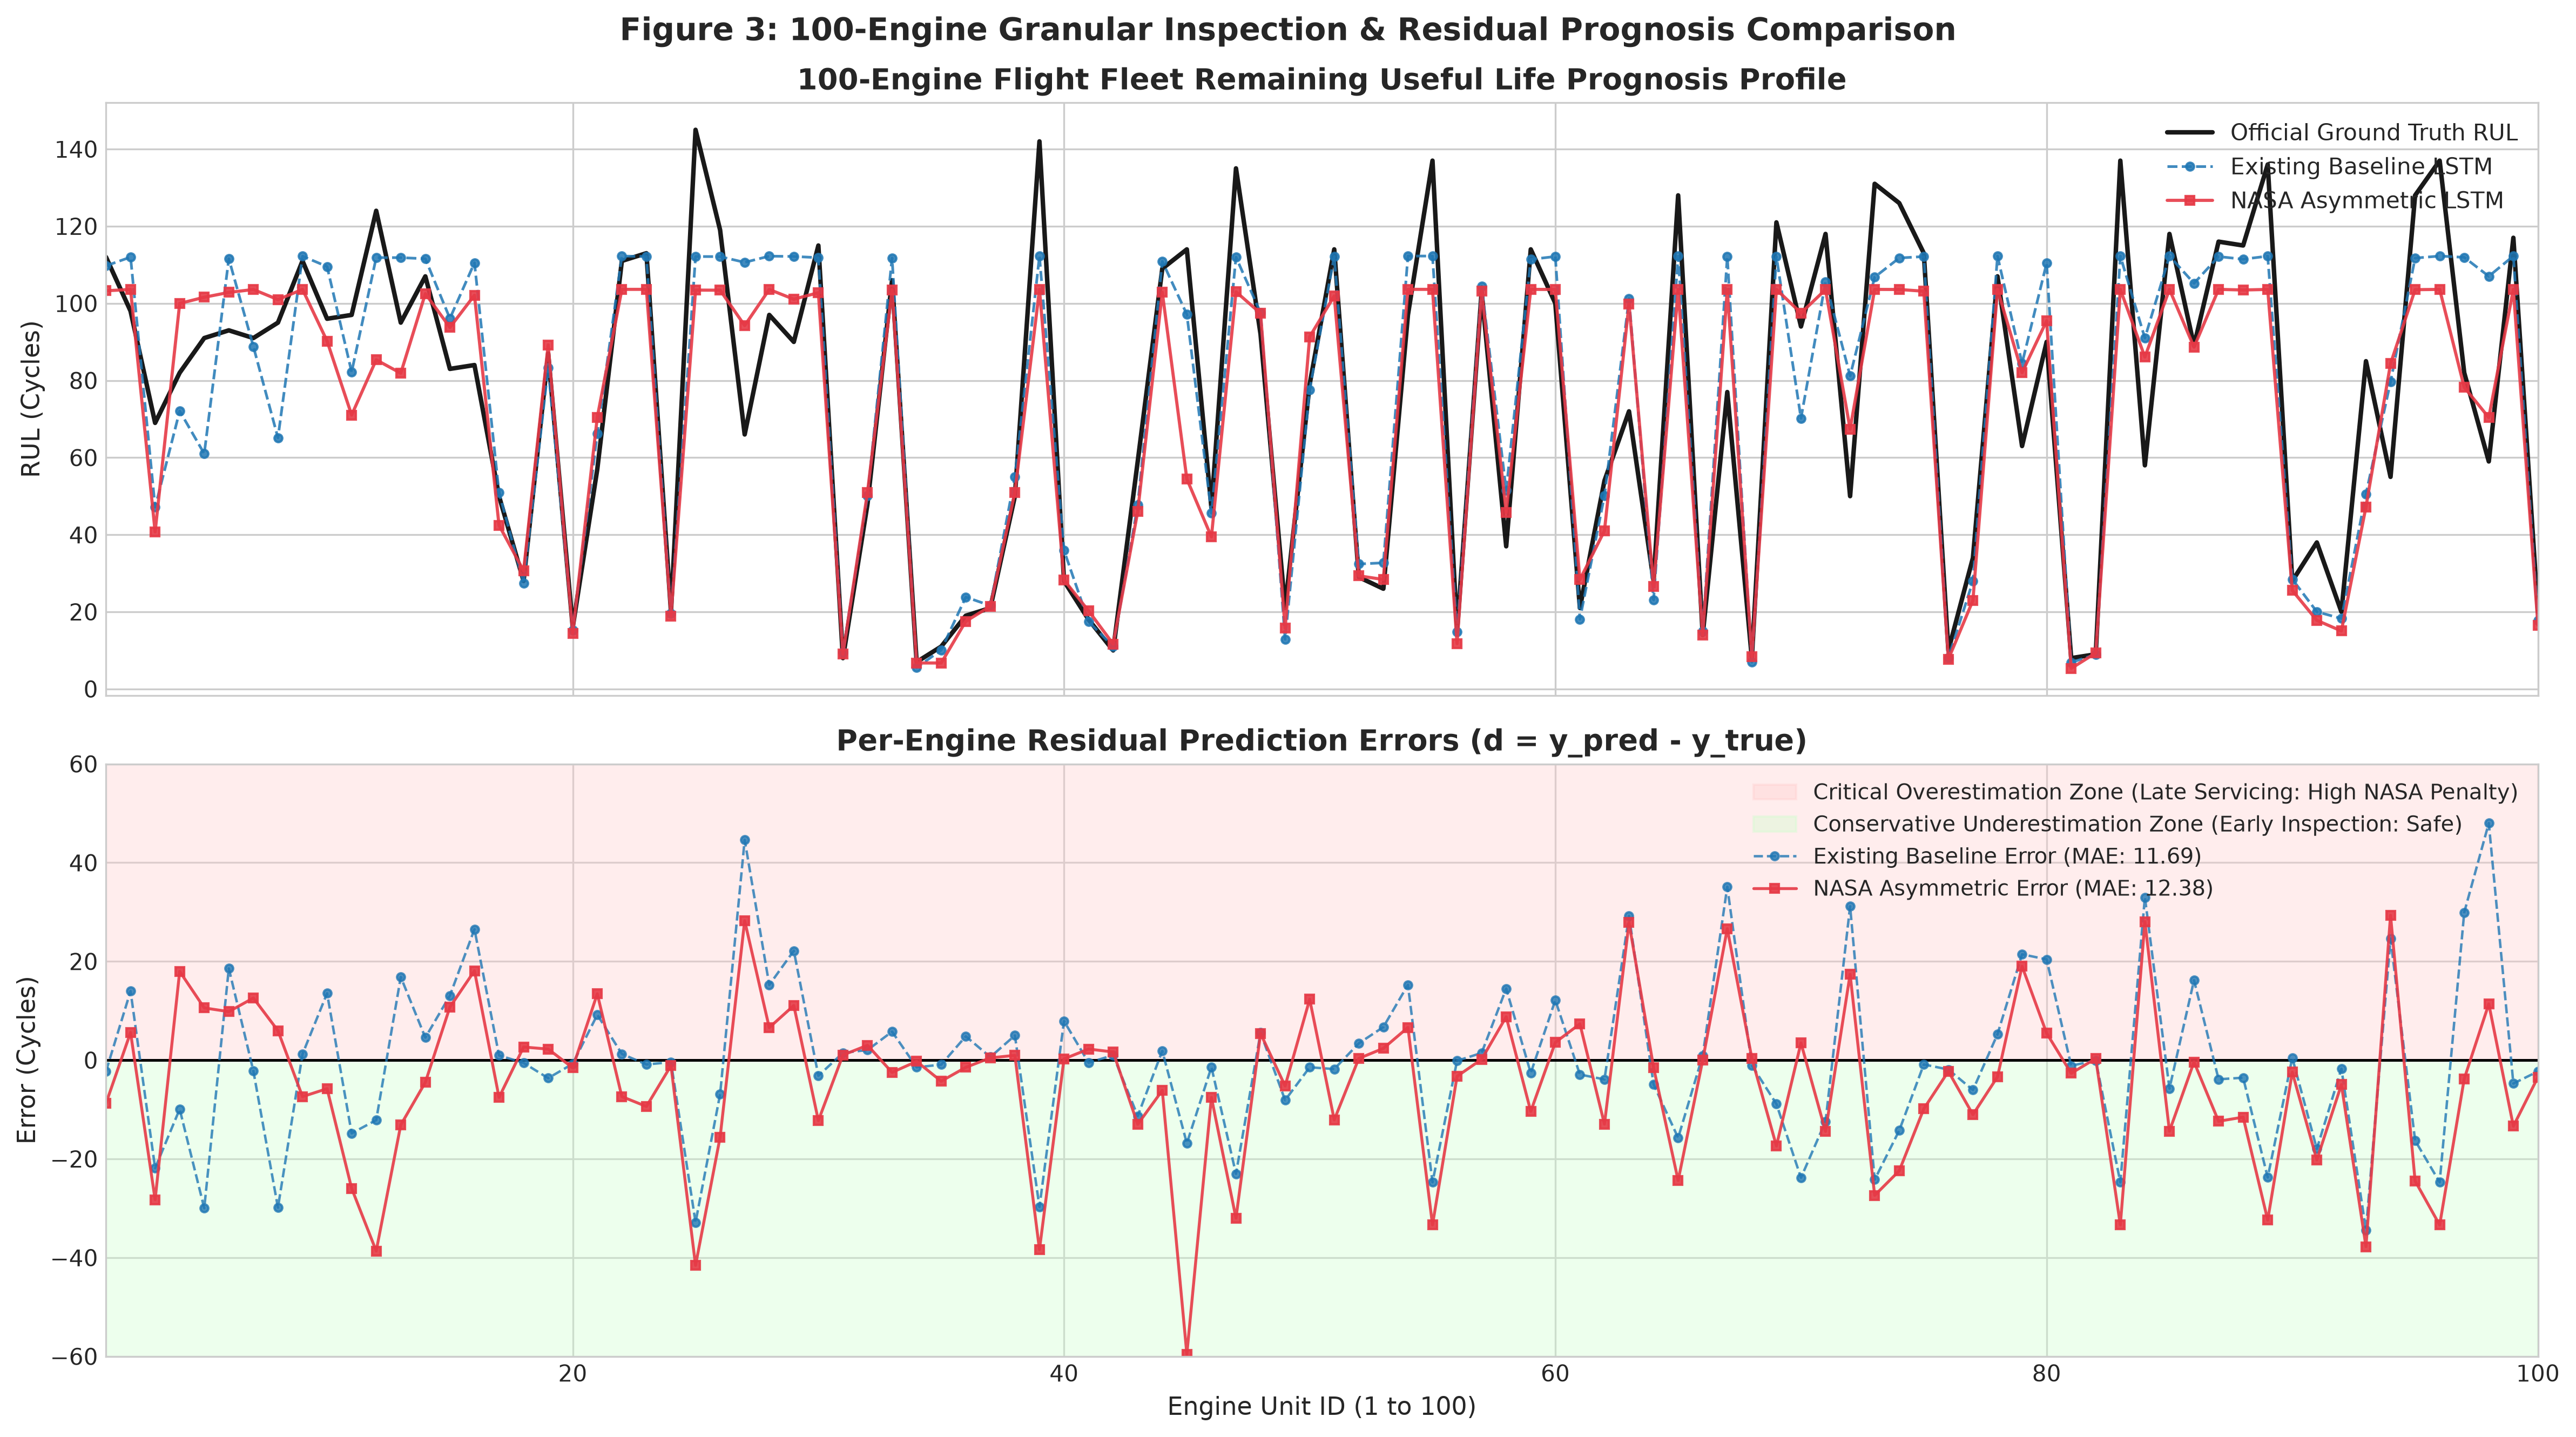 Figure 3: 100-Engine Granular Inspection & Residual Prognosis Comparison
100-Engine Flight Fleet Remaining Useful Life Prognosis Profile
RUL (Cycles)
140
120
100
80
60
40
20
0
Official Ground Truth RUL
Existing Baseline LSTM
NASA Asymmetric LSTM
Per-Engine Residual Prediction Errors (d = y_pred - y_true)
Error (Cycles)
60
40
20
0
−20
−40
−60
Critical Overestimation Zone (Late Servicing: High NASA Penalty)
Conservative Underestimation Zone (Early Inspection: Safe)
Existing Baseline Error (MAE: 11.69)
NASA Asymmetric Error (MAE: 12.38)
20
40
60
80
100
Engine Unit ID (1 to 100)